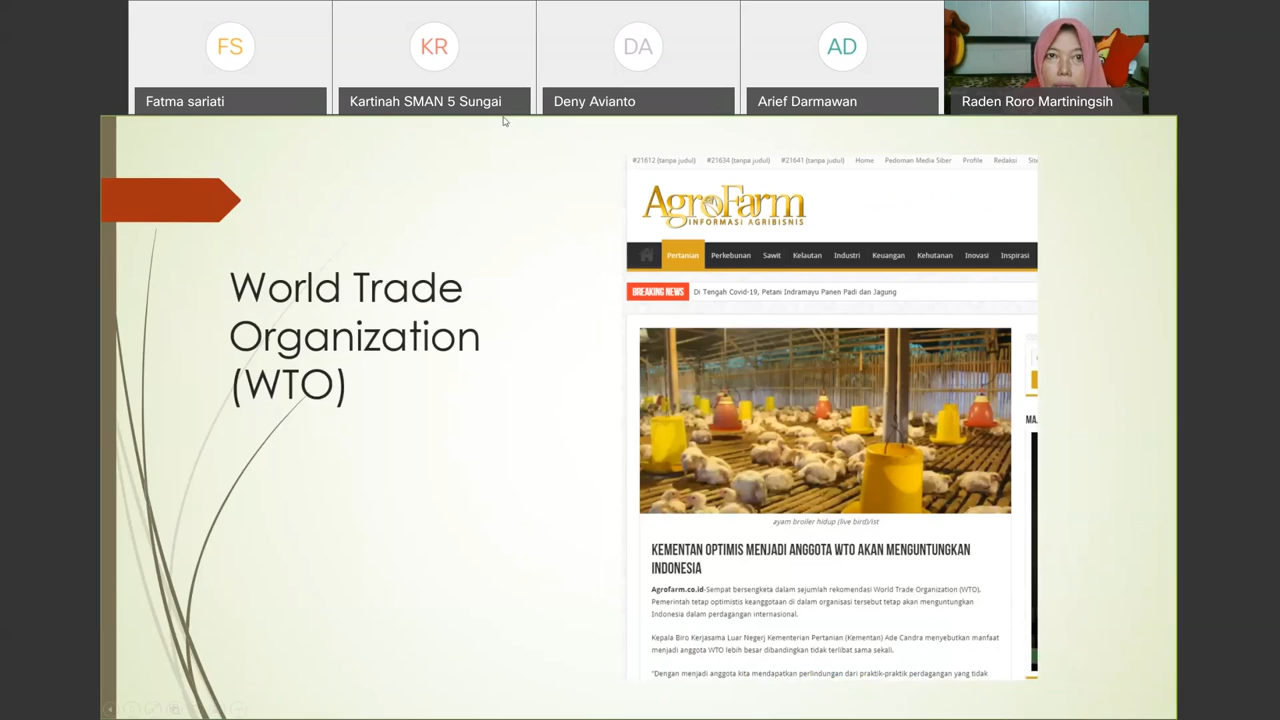 FS
KR
DA
AD
Fatma sariati
Kartinah SMAN 5 Sungai
Deny Avianto
Arief Darmawan
Raden Roro Martiningsih
World Trade
Organization
(WTO)
#21612 (tanpa judul) #21634 (tanpa judul) #21641 (tanpa judul) Home Pedoman Media Siber Profile Redaksi
AgroFarm
INFORMASI AGRIBISNIS
Pertanian Perkebunan Sawit Kelautan Industri Keuangan Kehutanan Inovasi Inspirasi
BREAKING NEWS Di Tengah Covid-19, Petani Indramayu Panen Padi dan Jagung
ayam broiler hidup (live bird)/ist
KEMENTAN OPTIMIS MENJADI ANGGOTA WTO AKAN MENGUNTUNGKAN
INDONESIA
Agrofarm.co.id-Sempat bersengketa dalam sejumlah rekomendasi World Trade Organization (WTO),
Pemerintah tetap optimistis keanggotaan di dalam organisasi tersebut tetap akan menguntungkan
Indonesia dalam perdagangan internasional.
Kepala Biro Kerjasama Luar Negerj Kementerian Pertanian (Kementan) Ade Candra menyebutkan manfaat
menjadi anggota WTO lebih besar dibandingkan tidak terlibat sama sekali.
"Dengan menjadi anggota kita mendapatkan perlindungan dari praktik-praktik perdagangan yang tidak